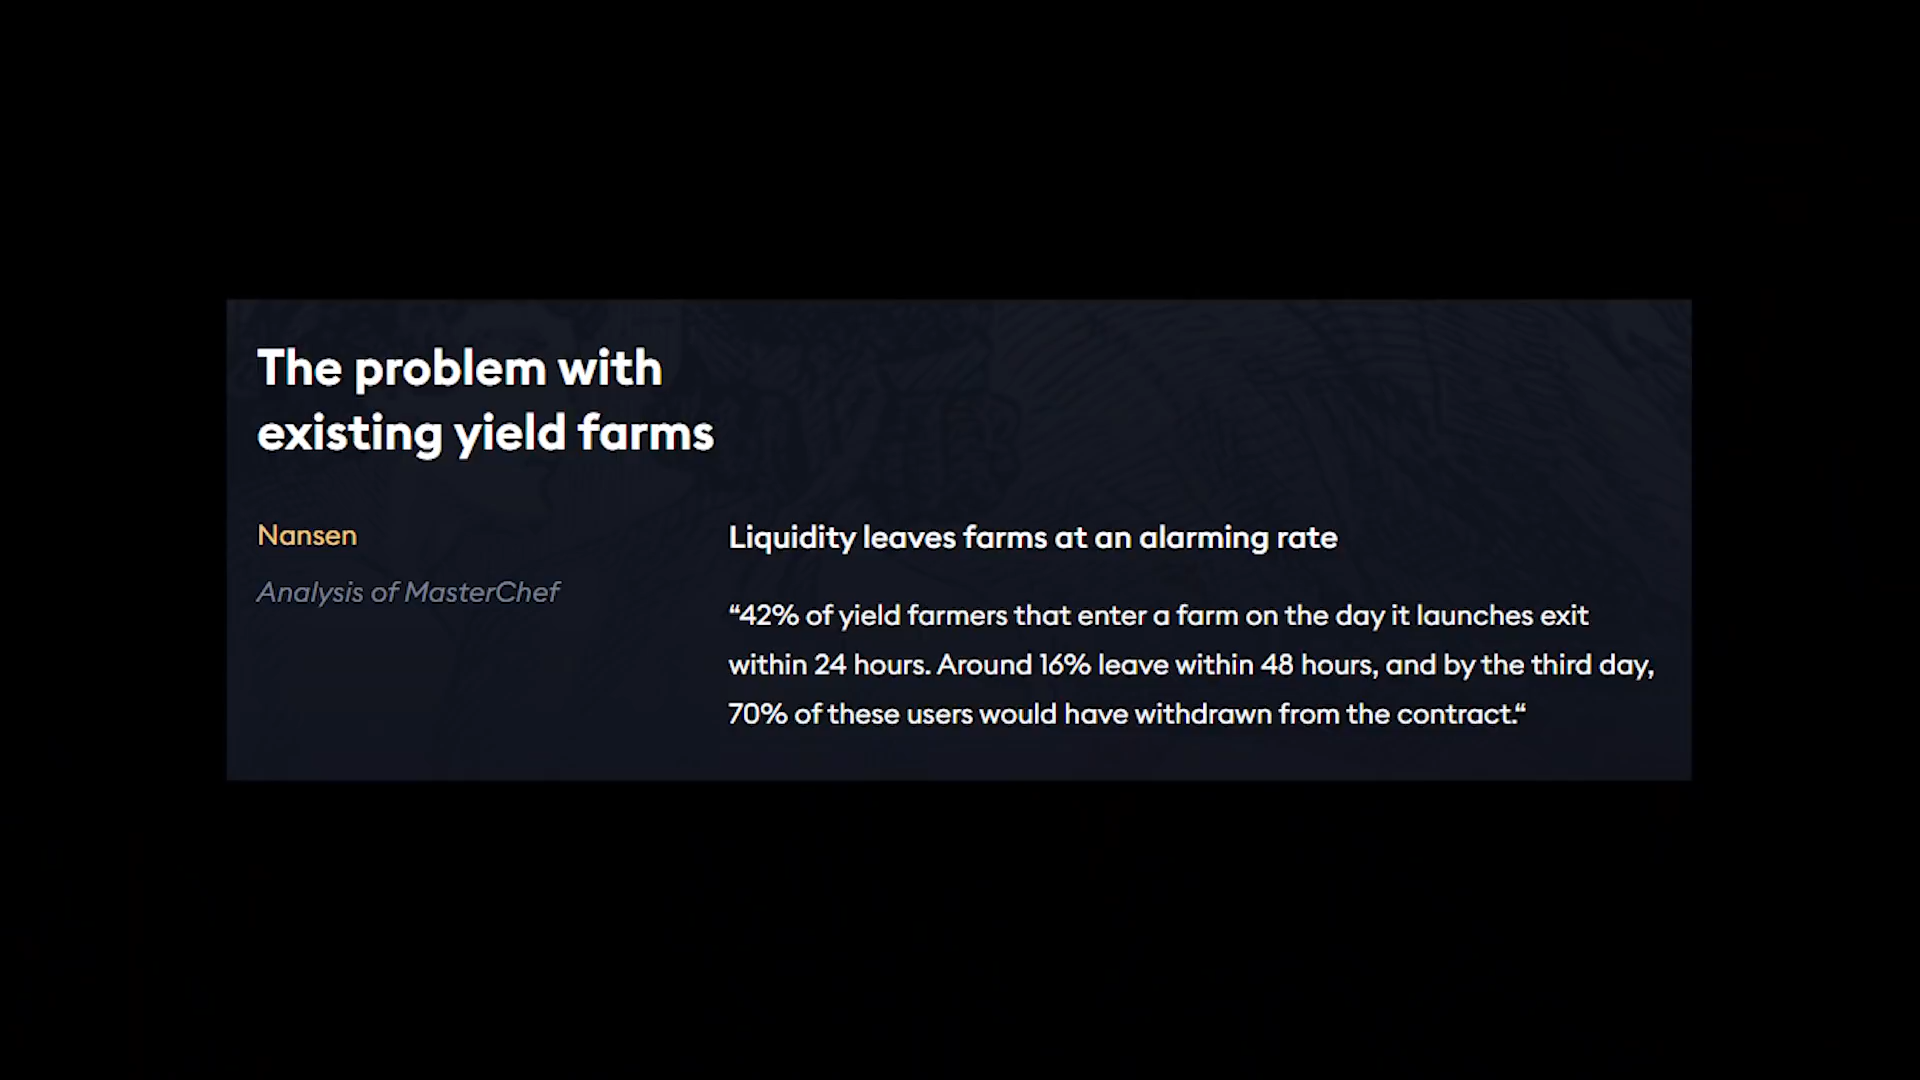 The problem with
existing yield farms
Nansen
Analysis of MasterChef
Liquidity leaves farms at an alarming rate
“42% of yield farmers that enter a farm on the day it launches exit
within 24 hours. Around 16% leave within 48 hours, and by the third day,
70% of these users would have withdrawn from the contract.“